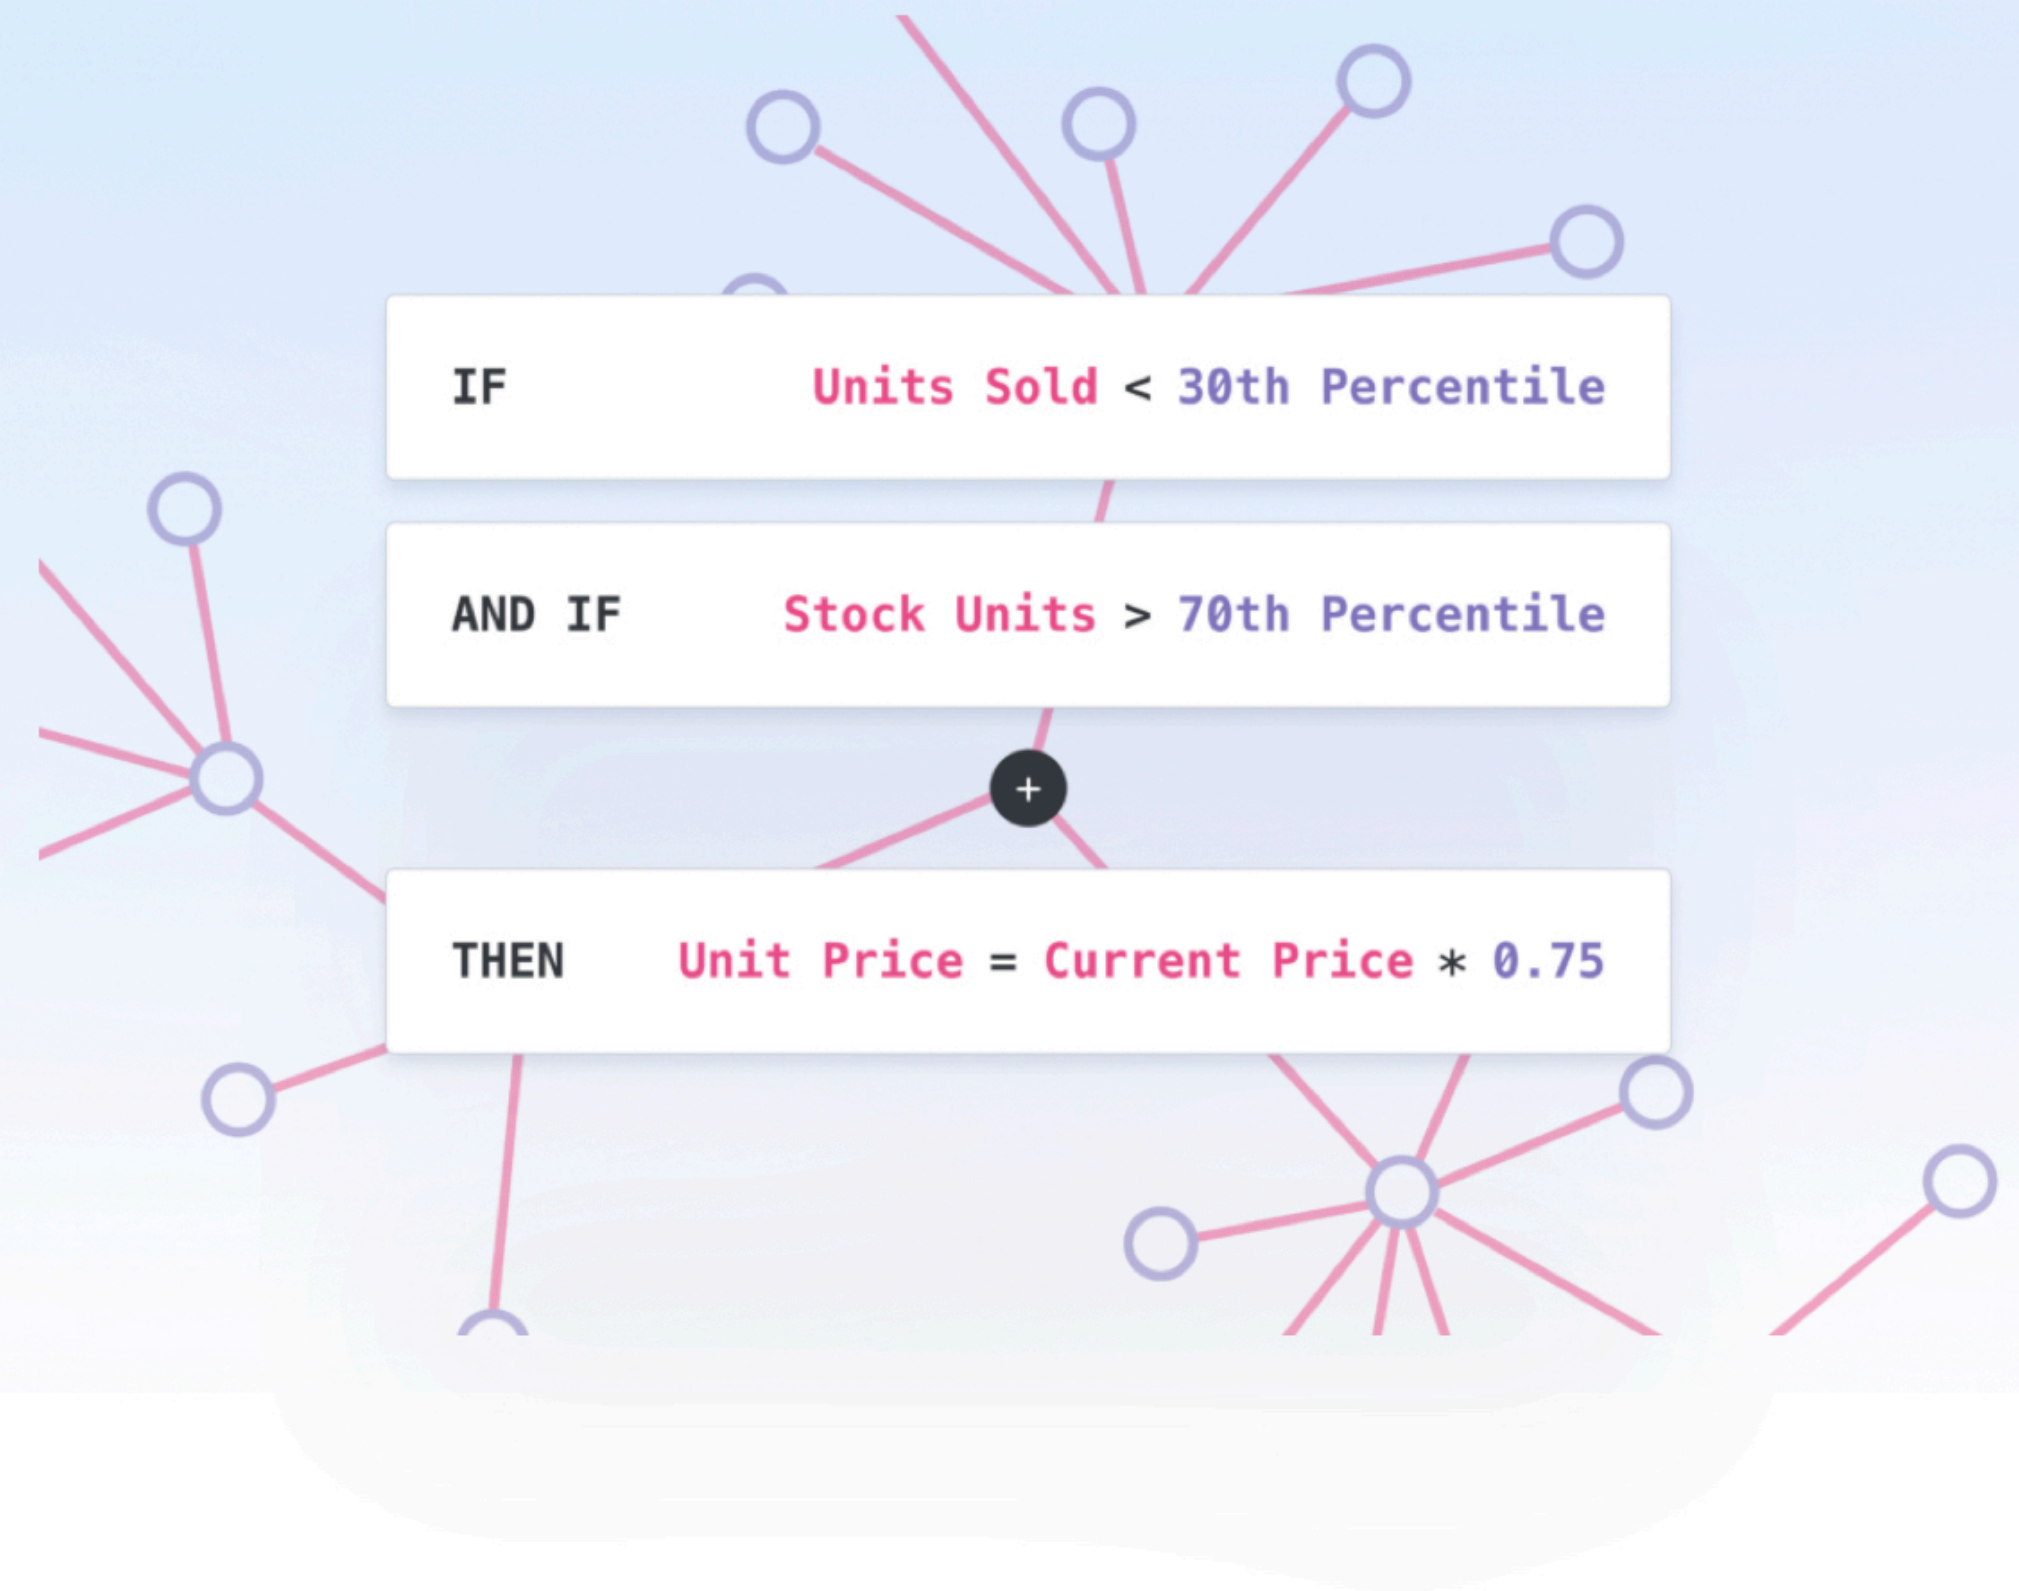 IF Units Sold < 30th Percentile
AND IF Stock Units > 70th Percentile
+
THEN Unit Price = Current Price * 0.75